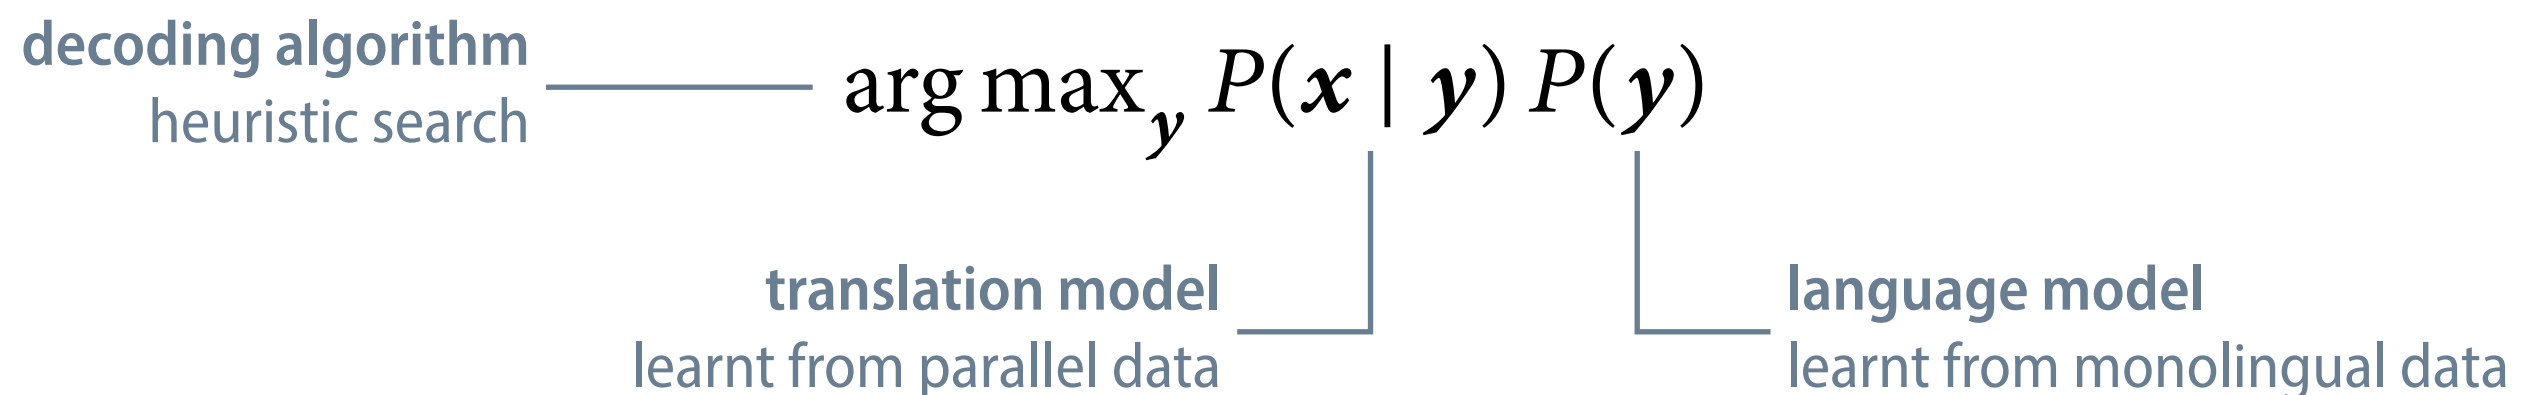 decoding algorithm
heuristic search
arg max_y P(x | y) P(y)
translation model
learnt from parallel data
language model
learnt from monolingual data